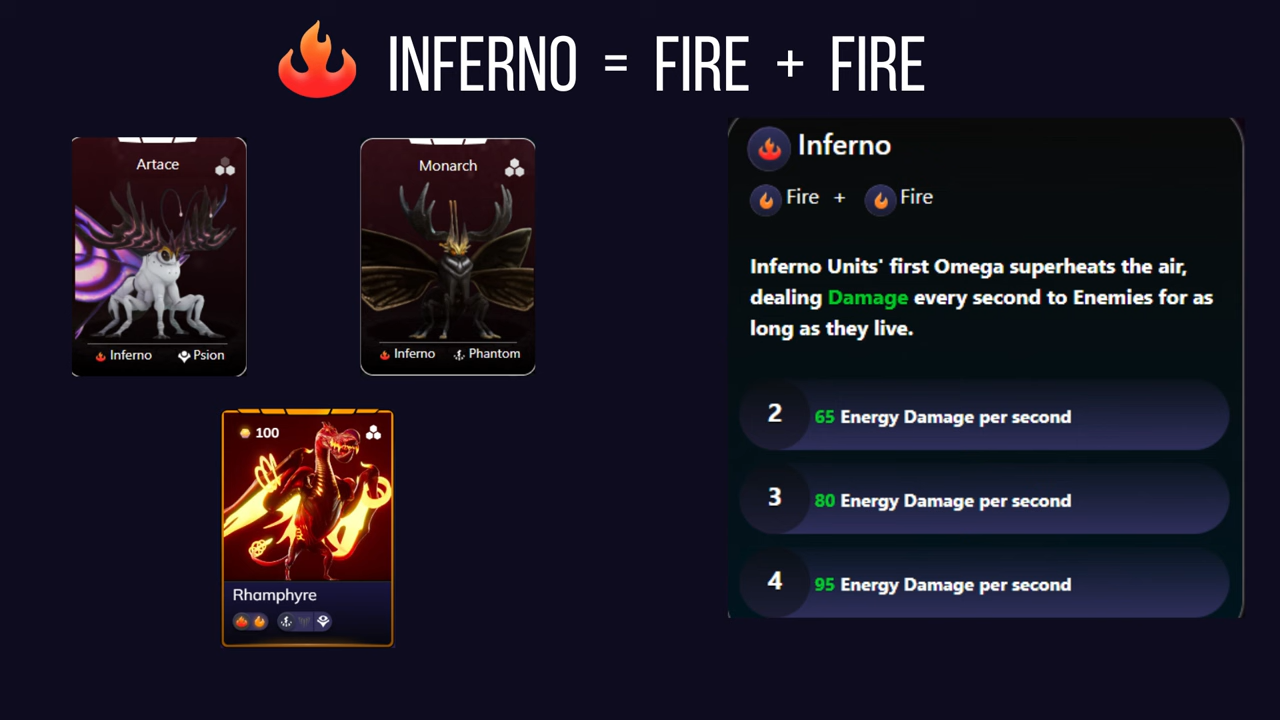 INFERNO = FIRE + FIRE
Artace
Inferno Psion
Monarch
Inferno Phantom
100
Rhamphyre
Inferno
Fire + Fire
Inferno Units' first Omega superheats the air,
dealing Damage every second to Enemies for as
long as they live.
2 65 Energy Damage per second
3 80 Energy Damage per second
4 95 Energy Damage per second